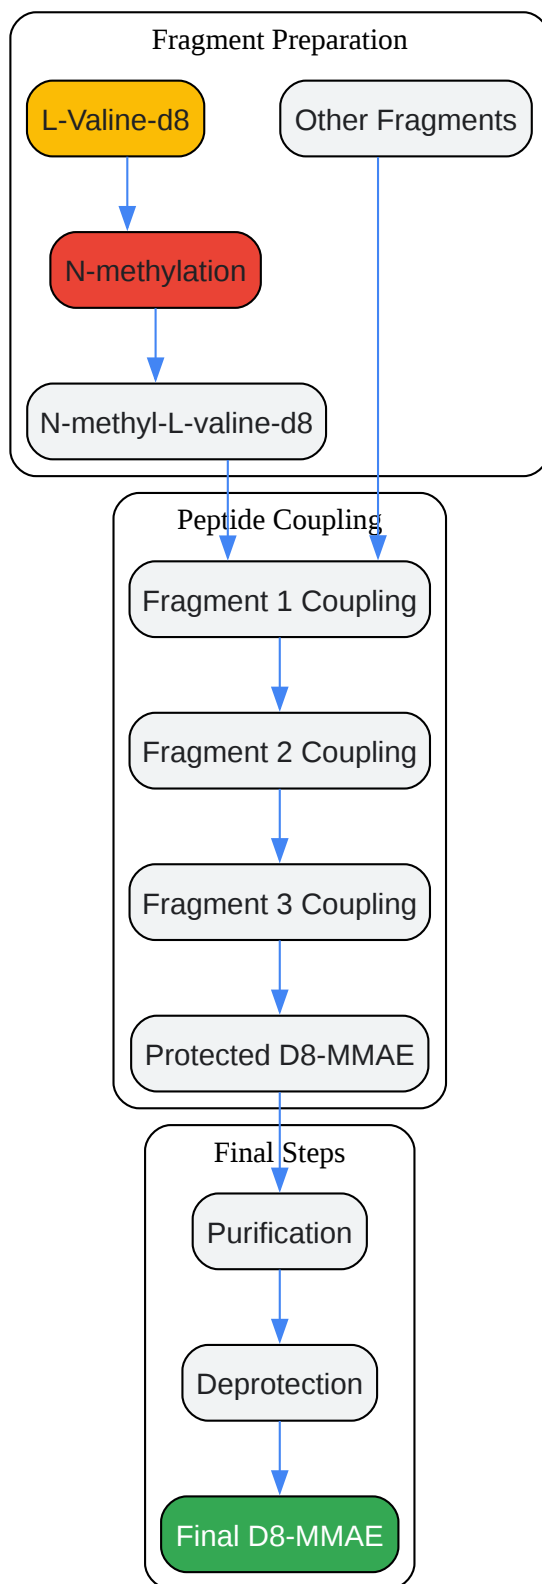 Fragment Preparation
L-Valine-d8
Other Fragments
N-methylation
N-methyl-L-valine-d8
Peptide Coupling
Fragment 1 Coupling
Fragment 2 Coupling
Fragment 3 Coupling
Protected D8-MMAE
Final Steps
Purification
Deprotection
Final D8-MMAE